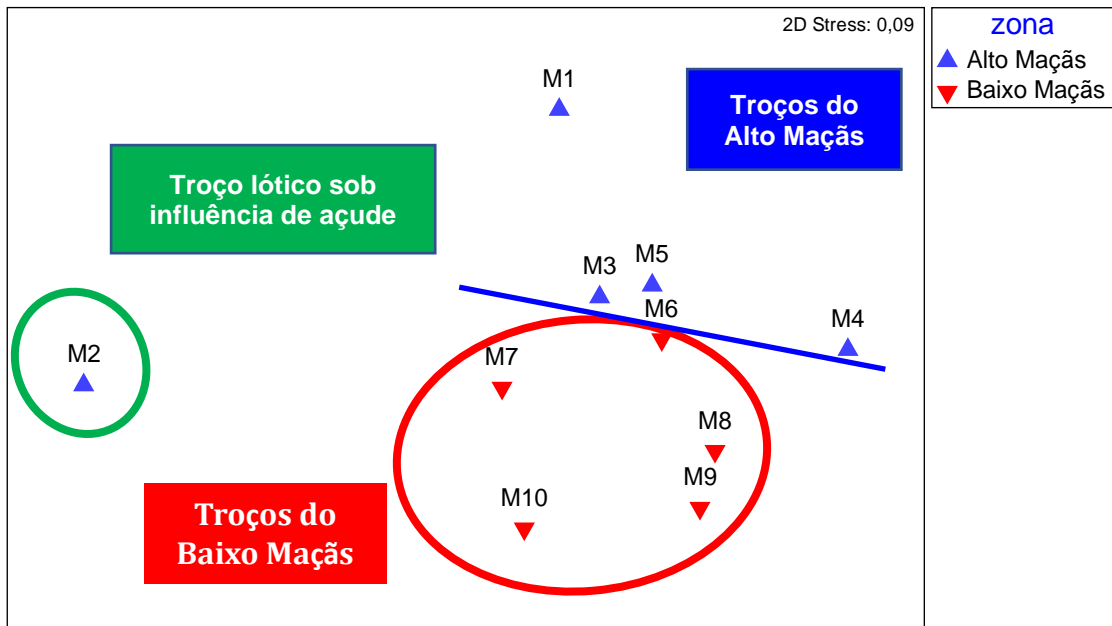 2D Stress: 0,09
zona
Alto Maçãs
Baixo Maçãs
M1
Troços do
Alto Maçãs
Troço lótico sob
influência de açude
M5
M3
M6
M4
M2
M7
M8
M9
M10
Troços do
Baixo Maçãs